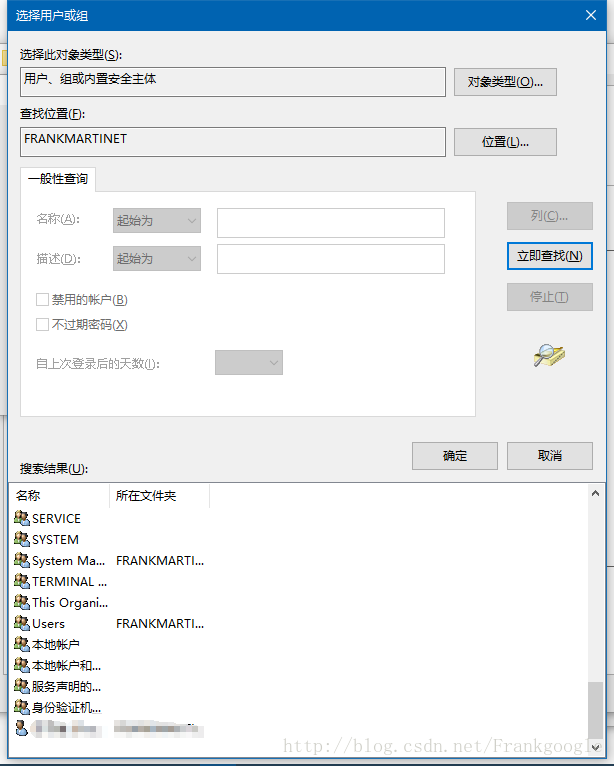 选择用户或组
选择此对象类型(S):
用户、组或内置安全主体
对象类型(O)...
查找位置(F):
FRANKMARTINET
位置(L)...
一般性查询
名称(A):
起始为
列(C)...
描述(D):
起始为
立即查找(N)
禁用的帐户(B)
停止(T)
不过期密码(X)
自上次登录后的天数(I):
确定
取消
搜索结果(U):
名称 所在文件夹
SERVICE
SYSTEM
System Ma... FRANKMARTI...
TERMINAL ...
This Organi...
Users FRANKMARTI...
本地帐户
本地帐户和...
服务声明的...
身份验证机...
http://blog.csdn.net/Frankgoogle